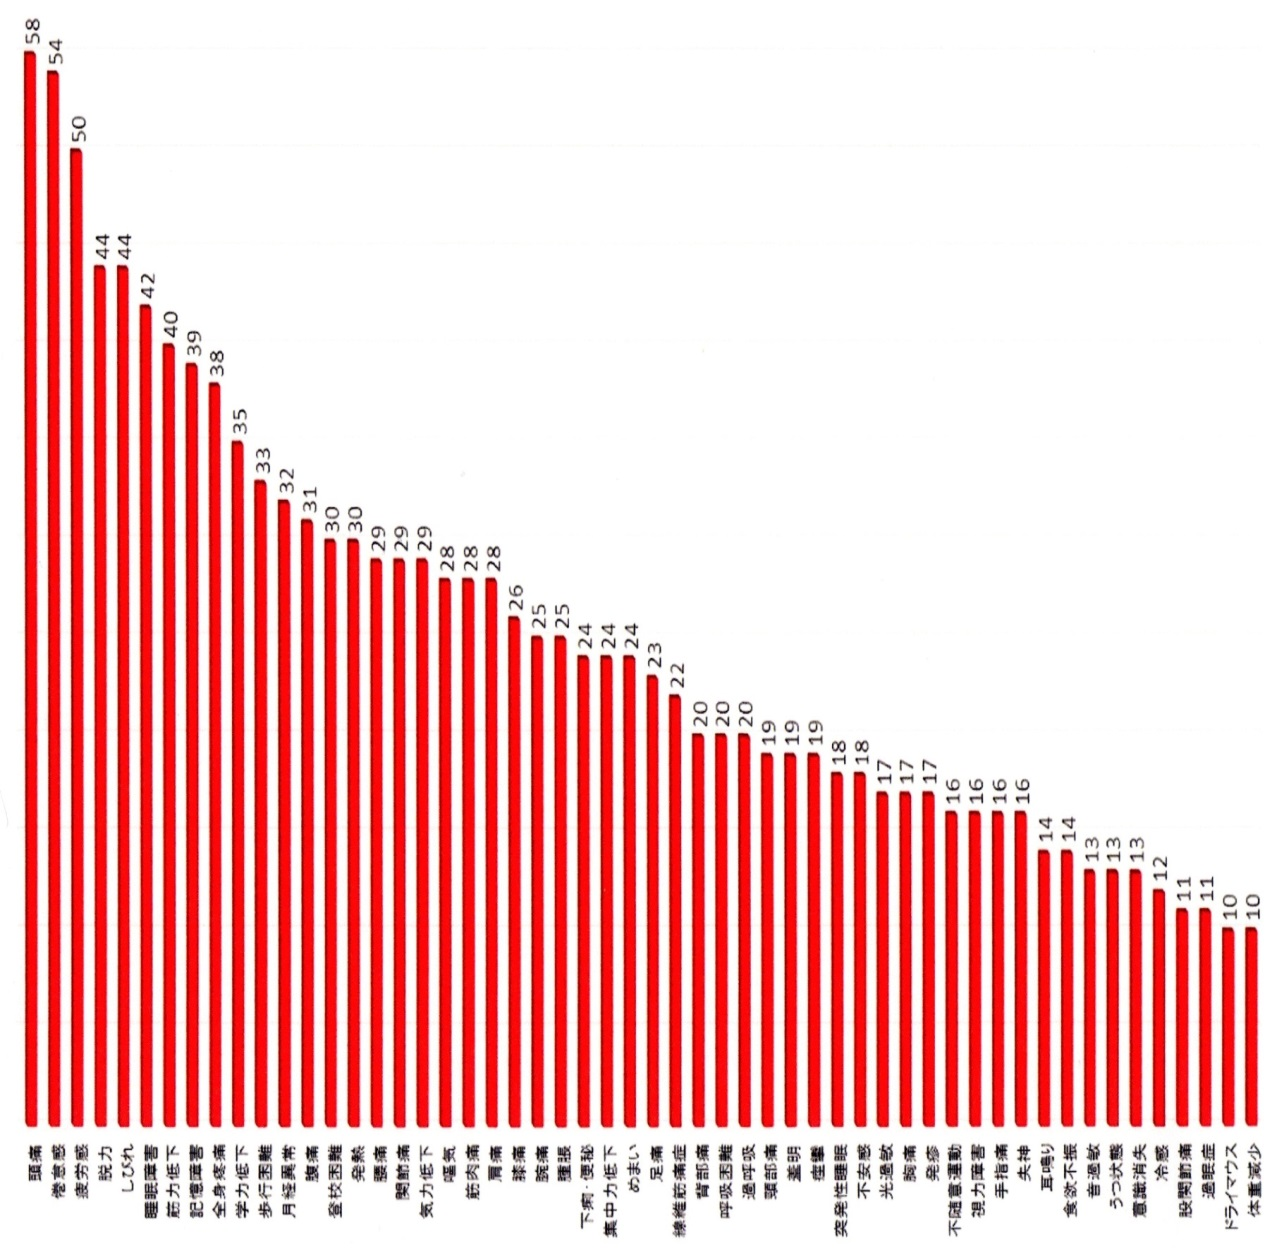 頭痛 58
倦怠感 54
疲労感 50
脱力 44
しびれ 44
睡眠障害 42
筋力低下 40
記憶障害 39
全身疼痛 38
学力低下 35
歩行困難 33
月経異常 32
腹痛 31
登校困難 30
発熱 30
腰痛 29
関節痛 29
気力低下 29
嘔気 28
筋肉痛 28
肩痛 28
膝痛 26
腕痛 25
腫脹 25
下痢・便秘 24
集中力低下 24
めまい 24
足痛 23
線維筋痛症 22
背部痛 20
呼吸困難 20
過呼吸 20
頸部痛 19
羞明 19
痙攣 19
突発性睡眠 18
不安感 18
光過敏 17
胸痛 17
発疹 17
不随意運動 16
視力障害 16
手指痛 16
失神 16
耳鳴り 14
食欲不振 14
音過敏 13
うつ状態 13
意識消失 13
冷感 12
股関節痛 11
過眠症 11
ドライマウス 10
体重減少 10